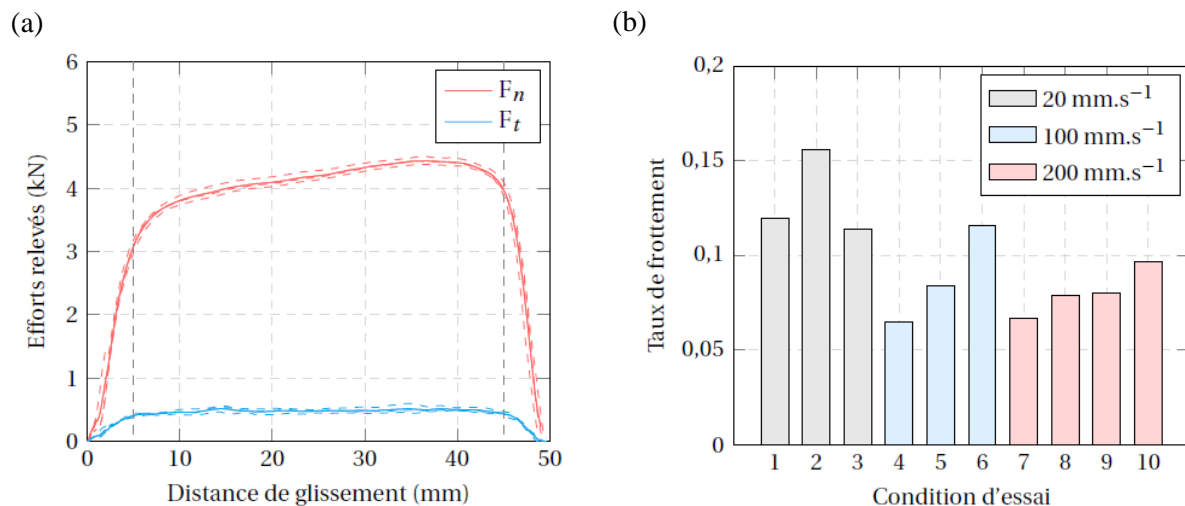 (a)
6
5
4
3
2
1
0
Efforts relevés (kN)
F_n
F_t
0 10 20 30 40 50
Distance de glissement (mm)
(b)
0,2
0,15
0,1
0,05
0
Taux de frottement
20 mm.s⁻¹
100 mm.s⁻¹
200 mm.s⁻¹
1 2 3 4 5 6 7 8 9 10
Condition d'essai